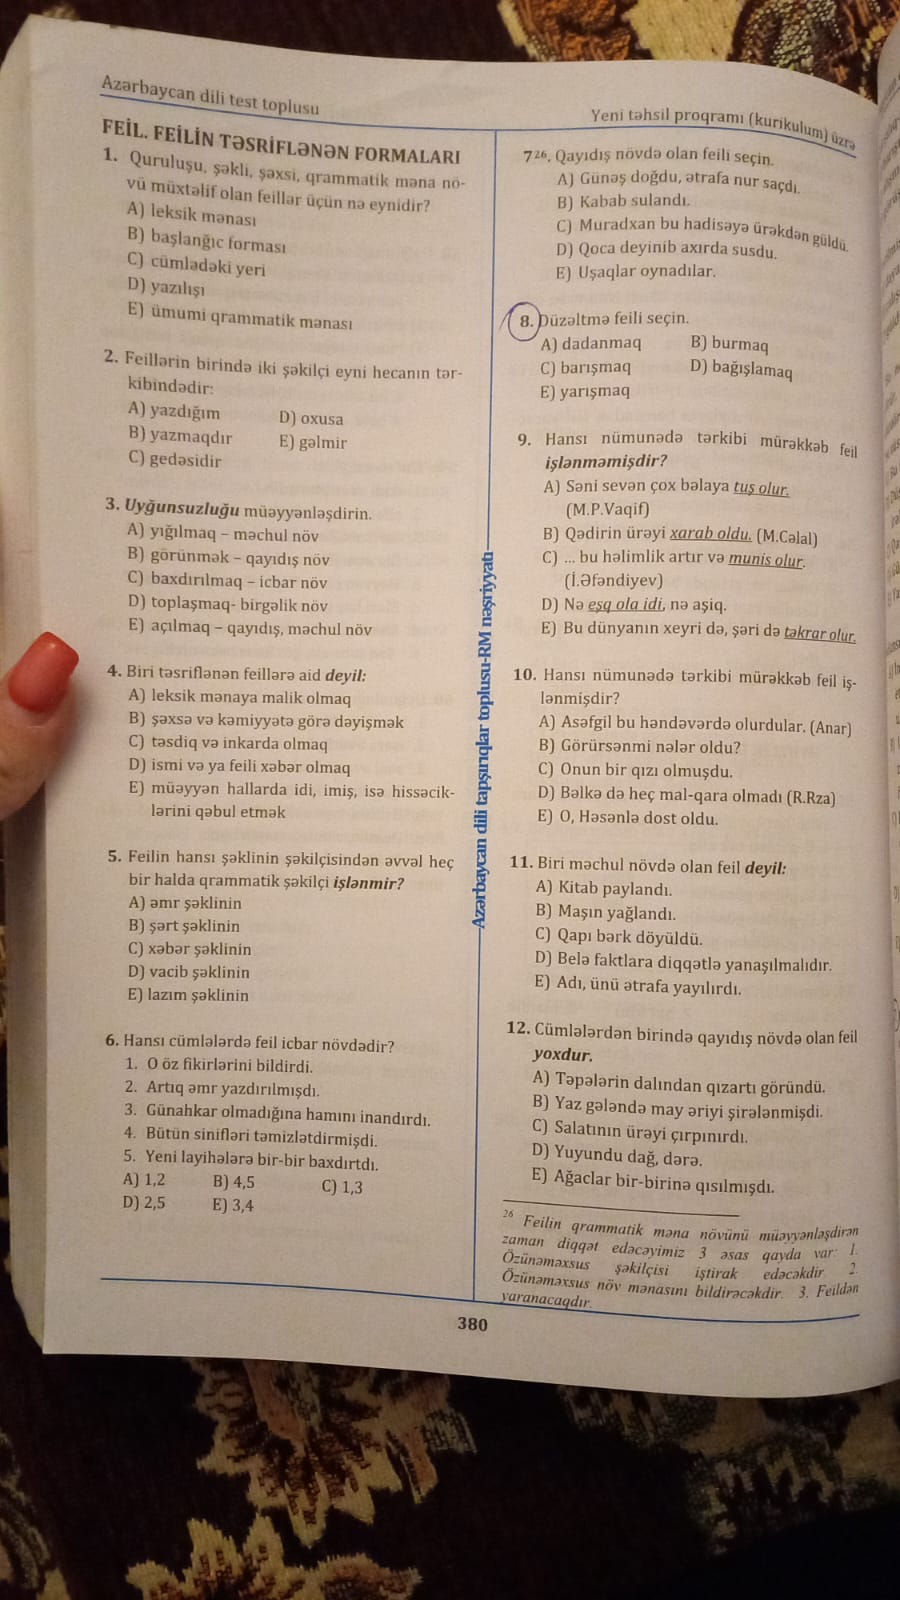 Azərbaycan dili test toplusu
Yeni təhsil proqramı (kurikulum) üzrə
FEİL. FEİLİN TƏSRİFLƏNƏN FORMALARI
1. Quruluşu, şəkli, şəxsi, qrammatik məna nö-
vü müxtəlif olan feillər üçün nə eynidir?
A) leksik mənası
B) başlanğıc forması
C) cümlədəki yeri
D) yazılışı
E) ümumi qrammatik mənası
2. Feillərin birində iki şəkilçi eyni hecanın tər-
kibindədir:
A) yazdığım D) oxusa
B) yazmaqdır E) gəlmir
C) gedəsidir
3. Uyğunsuzluğu müəyyənləşdirin.
A) yığılmaq – məchul növ
B) görünmək – qayıdış növ
C) baxdırılmaq – icbar növ
D) toplaşmaq- birgəlik növ
E) açılmaq – qayıdış, məchul növ
4. Biri təsriflənən feillərə aid deyil:
A) leksik mənaya malik olmaq
B) şəxsə və kəmiyyətə görə dəyişmək
C) təsdiq və inkarda olmaq
D) ismi və ya feili xəbər olmaq
E) müəyyən hallarda idi, imiş, isə hissəcik-
lərini qəbul etmək
5. Feilin hansı şəklinin şəkilçisindən əvvəl heç
bir halda qrammatik şəkilçi işlənmir?
A) əmr şəklinin
B) şərt şəklinin
C) xəbər şəklinin
D) vacib şəklinin
E) lazım şəklinin
6. Hansı cümlələrdə feil icbar növdədir?
1. O öz fikirlərini bildirdi.
2. Artıq əmr yazdırılmışdı.
3. Günahkar olmadığına hamını inandırdı.
4. Bütün sinifləri təmizlətdirmişdi.
5. Yeni layihələrə bir-bir baxdırtdı.
A) 1,2 B) 4,5 C) 1,3
D) 2,5 E) 3,4
Azərbaycan dili tapşırıqlar toplusu-RM nəşriyyatı
7²⁶. Qayıdış növdə olan feili seçin.
A) Günəş doğdu, ətrafa nur saçdı.
B) Kabab sulandı.
C) Muradxan bu hadisəyə ürəkdən güldü.
D) Qoca deyinib axırda susdu.
E) Uşaqlar oynadılar.
8. Düzəltmə feili seçin.
A) dadanmaq B) burmaq
C) barışmaq D) bağışlamaq
E) yarışmaq
9. Hansı nümunədə tərkibi mürəkkəb feil
işlənməmişdir?
A) Səni sevən çox bəlaya tuş olur.
(M.P.Vaqif)
B) Qədirin ürəyi xarab oldu. (M.Cəlal)
C) ... bu həlimlik artır və munis olur.
(İ.Əfəndiyev)
D) Nə eşq ola idi, nə aşiq.
E) Bu dünyanın xeyri də, şəri də təkrar olur.
10. Hansı nümunədə tərkibi mürəkkəb feil iş-
lənmişdir?
A) Asəfgil bu həndəvərdə olurdular. (Anar)
B) Görürsənmi nələr oldu?
C) Onun bir qızı olmuşdu.
D) Bəlkə də heç mal-qara olmadı (R.Rza)
E) O, Həsənlə dost oldu.
11. Biri məchul növdə olan feil deyil:
A) Kitab paylandı.
B) Maşın yağlandı.
C) Qapı bərk döyüldü.
D) Belə faktlara diqqətlə yanaşılmalıdır.
E) Adı, ünü ətrafa yayılırdı.
12. Cümlələrdən birində qayıdış növdə olan feil
yoxdur.
A) Təpələrin dalından qızartı göründü.
B) Yaz gələndə may əriyi şirələnmişdi.
C) Salatının ürəyi çırpınırdı.
D) Yuyundu dağ, dərə.
E) Ağaclar bir-birinə qısılmışdı.
26 Feilin qrammatik məna növünü müəyyənləşdirən
zaman diqqət edəcəyimiz 3 əsas qayda var: 1.
Özünəməxsus şəkilçisi iştirak edəcəkdir 2.
Özünəməxsus növ mənasını bildirəcəkdir. 3. Feildən
yaranacaqdır.
380